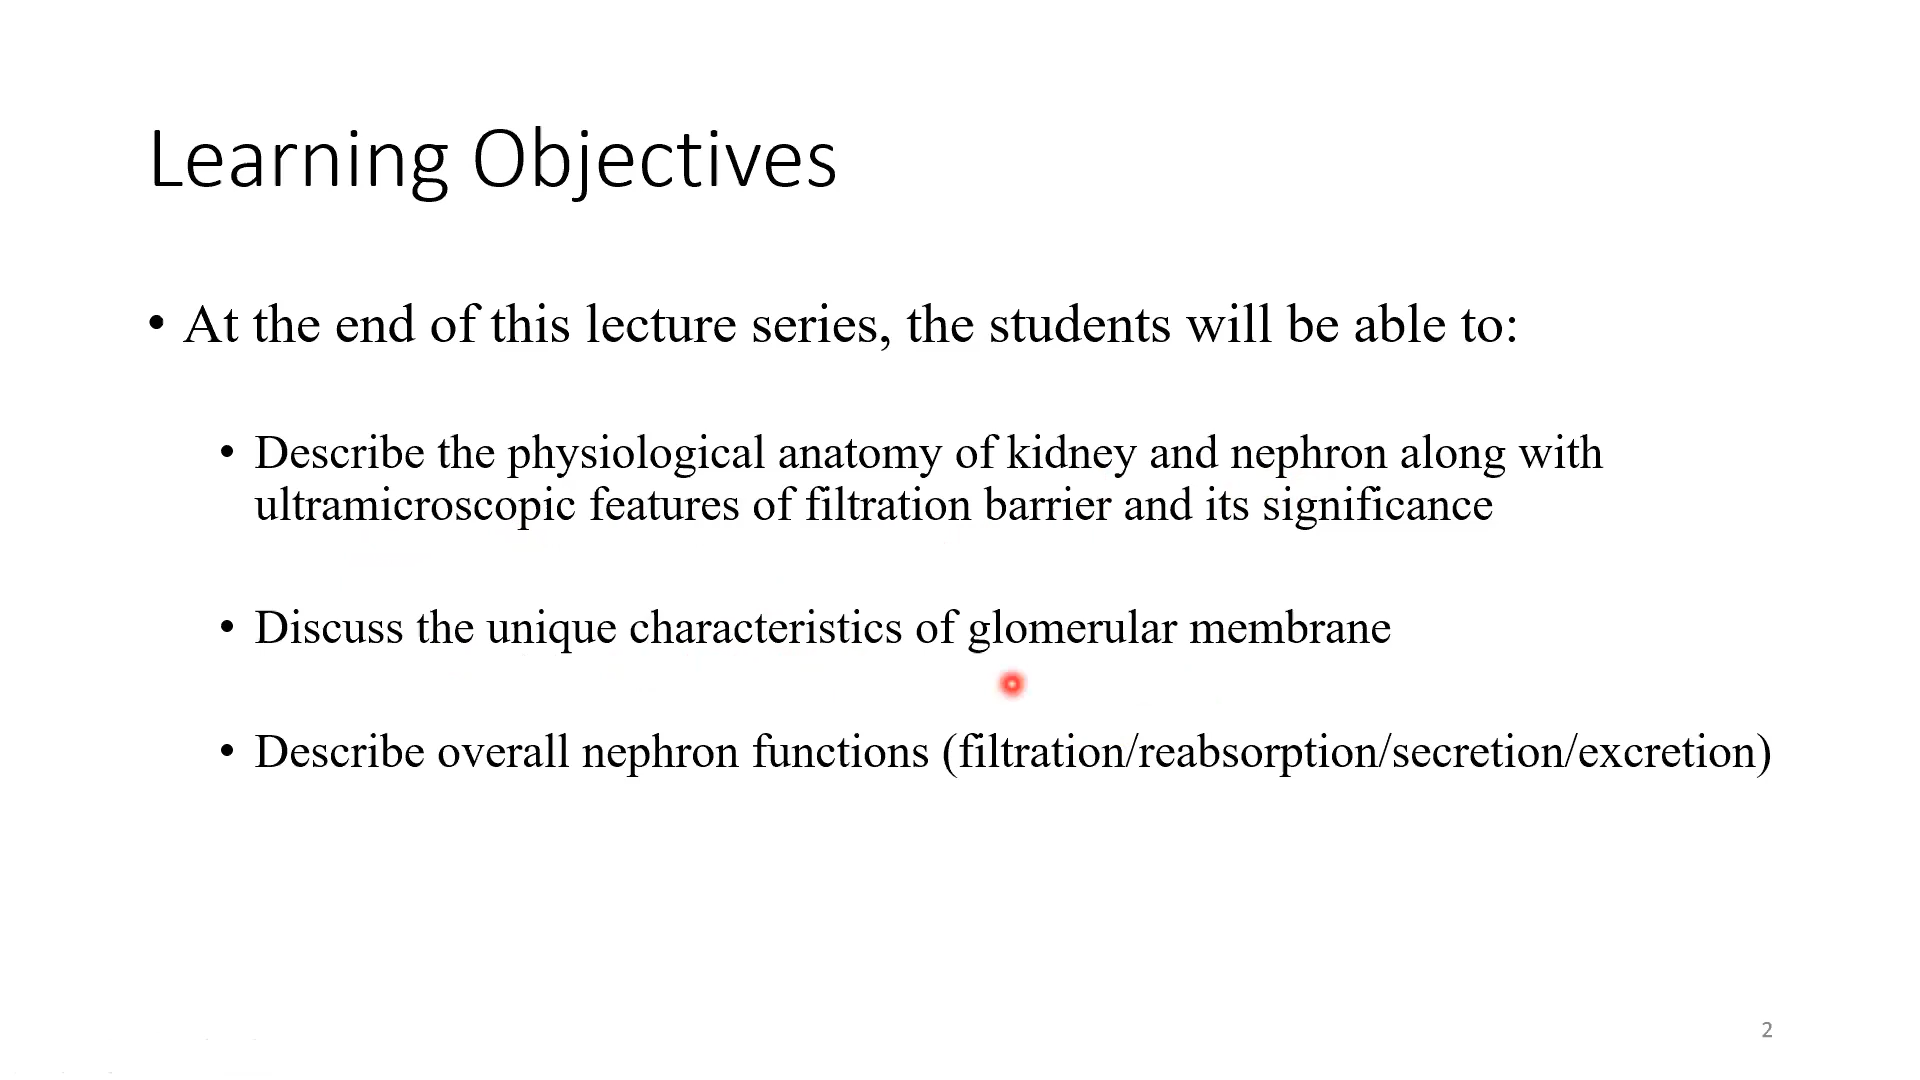 Learning Objectives
• At the end of this lecture series, the students will be able to:
• Describe the physiological anatomy of kidney and nephron along with
ultramicroscopic features of filtration barrier and its significance
• Discuss the unique characteristics of glomerular membrane
• Describe overall nephron functions (filtration/reabsorption/secretion/excretion)
2